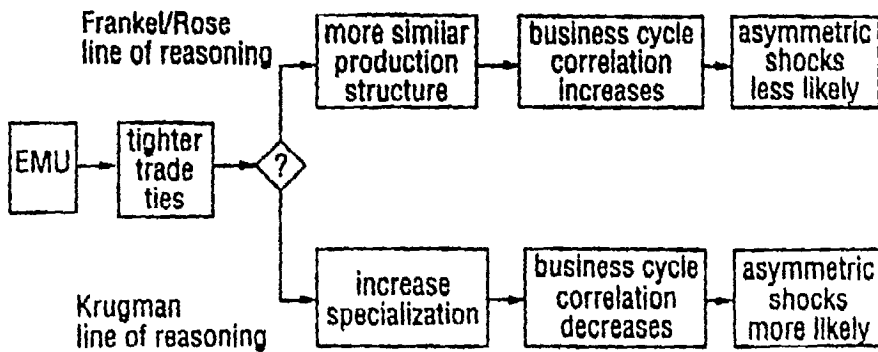 Frankel/Rose
line of reasoning
more similar
production
structure
business cycle
correlation
increases
asymmetric
shocks
less likely
EMU
tighter
trade
ties
?
Krugman
line of reasoning
increase
specialization
business cycle
correlation
decreases
asymmetric
shocks
more likely